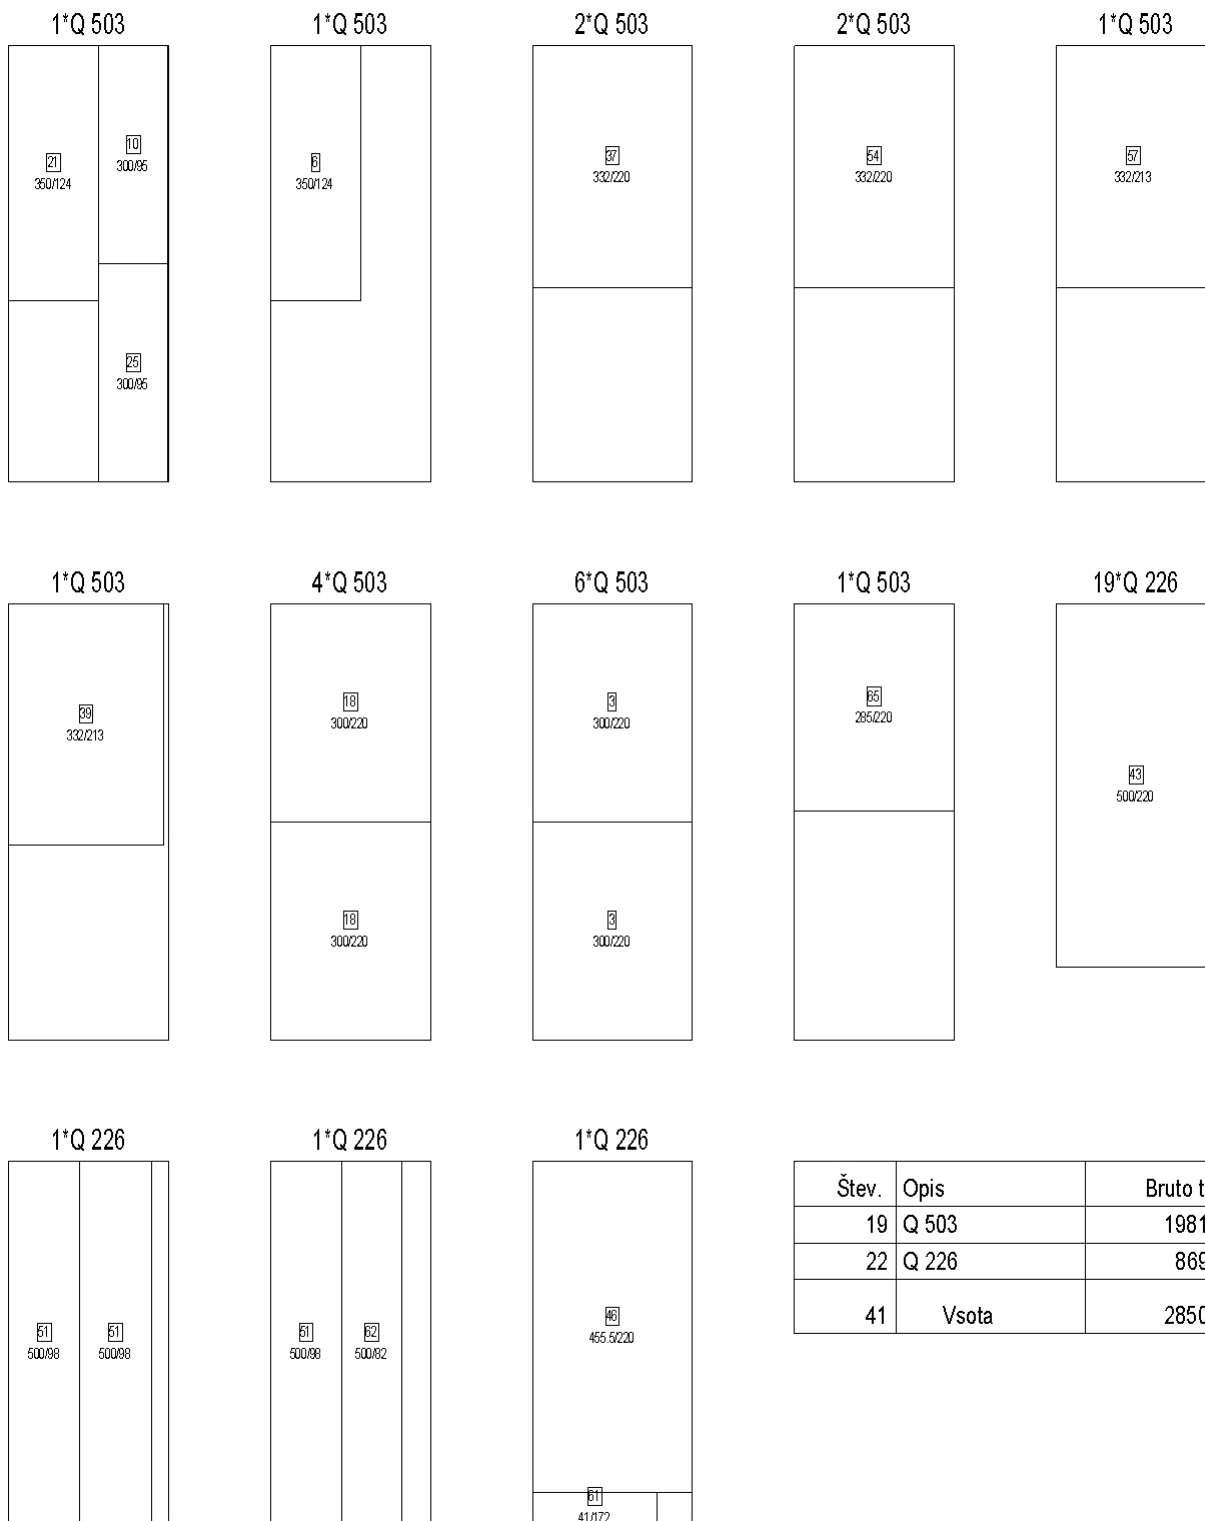 1*Q 503
1*Q 503
2*Q 503
2*Q 503
1*Q 503
21
350/124
10
300/95
25
300/95
6
350/124
37
332/220
54
332/220
57
332/213
1*Q 503
4*Q 503
6*Q 503
1*Q 503
19*Q 226
39
332/213
18
300/220
18
300/220
3
300/220
3
300/220
65
285/220
43
500/220
1*Q 226
1*Q 226
1*Q 226
51
500/98
51
500/98
51
500/98
62
500/82
46
455.5/220
61
41/172
Štev. Opis Bruto t
19 Q 503 1981
22 Q 226 869
41 Vsota 2850